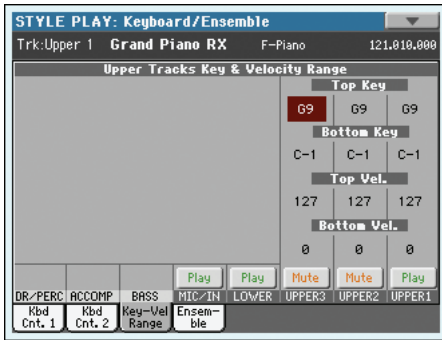 STYLE PLAY: Keyboard/Ensemble
Trk:Upper 1 Grand Piano RX F-Piano 121.010.000
Upper Tracks Key & Velocity Range
Top Key
G9 G9 G9
Bottom Key
C-1 C-1 C-1
Top Vel.
127 127 127
Bottom Vel.
0 0 0
Play Play Mute Mute Play
DR/PERC ACCOMP BASS MIC/IN LOWER UPPER3 UPPER2 UPPER1
Kbd Kbd Key-Vel Ensem-
Cnt. 1 Cnt. 2 Range ble